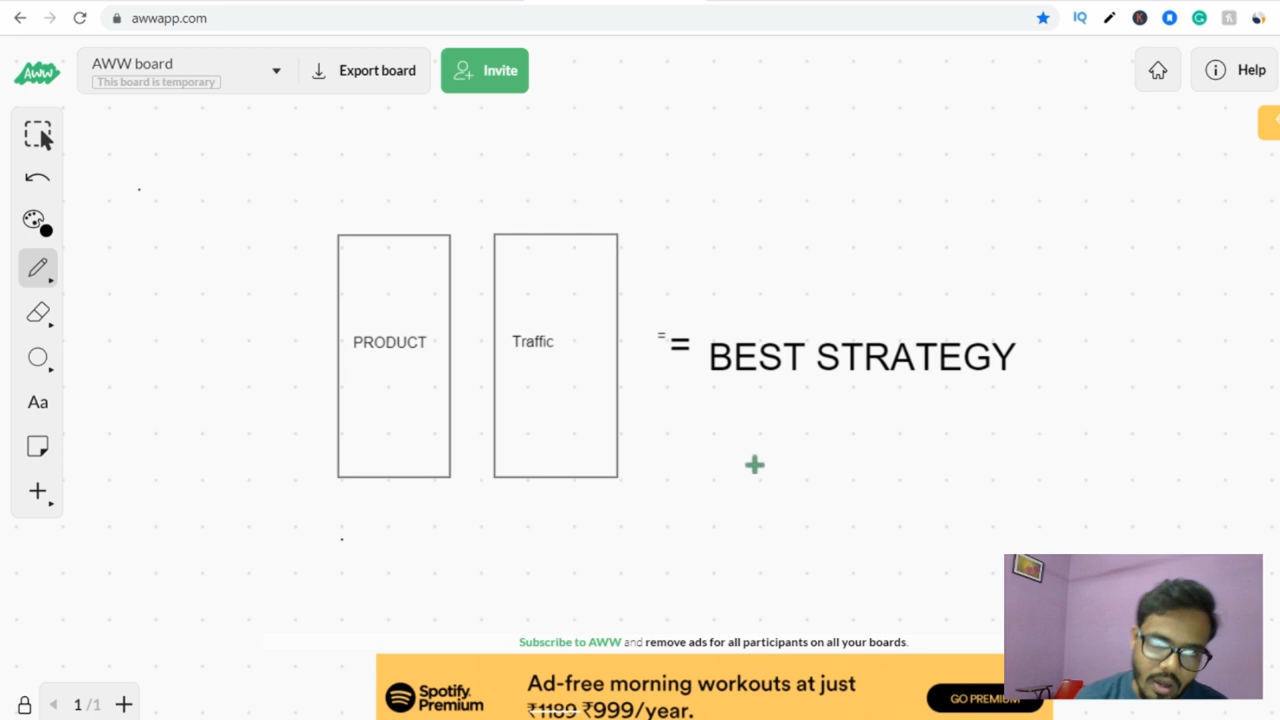 awwapp.com
IQ
K
G
AWW
AWW board
This board is temporary
Export board
Invite
Help
PRODUCT
Traffic
=
= BEST STRATEGY
Aa
Subscribe to AWW and remove ads for all participants on all your boards.
Spotify Premium
Ad-free morning workouts at just
₹1189 ₹999/year.
GO PREMIUM
1/1